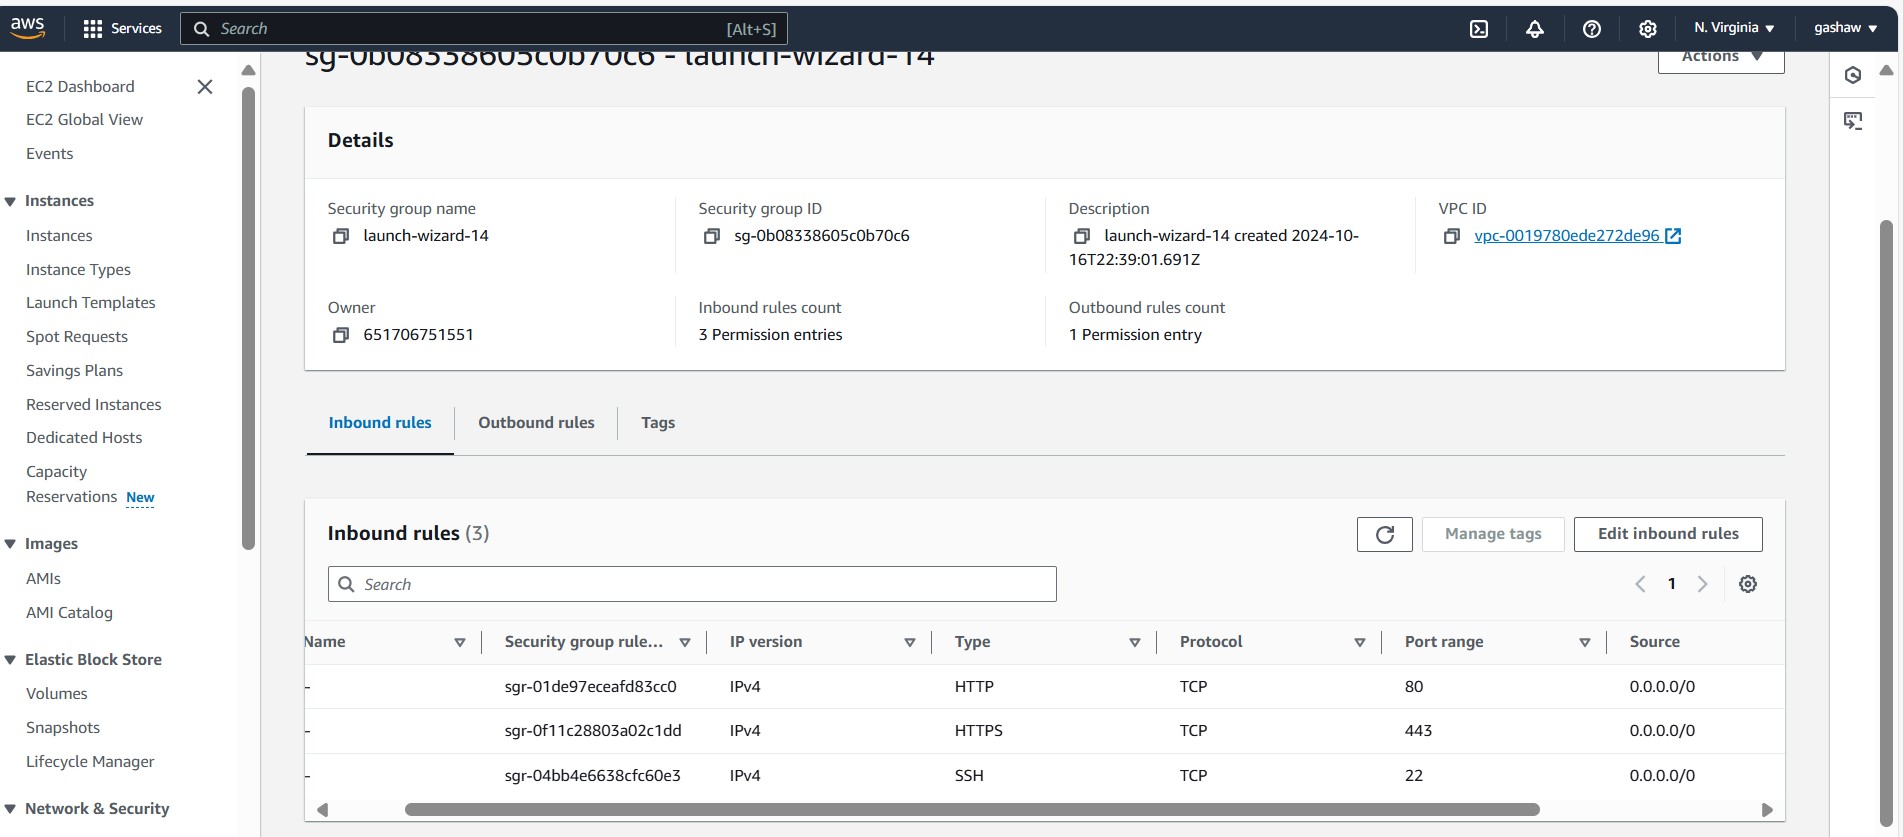 aws
Services
Search
[Alt+S]
N. Virginia
gashaw
EC2 Dashboard
EC2 Global View
Events
Instances
Instances
Instance Types
Launch Templates
Spot Requests
Savings Plans
Reserved Instances
Dedicated Hosts
Capacity
Reservations New
Images
AMIs
AMI Catalog
Elastic Block Store
Volumes
Snapshots
Lifecycle Manager
Network & Security
sg-0b08338605c0b70c6 - launch-wizard-14
Actions
Details
Security group name
launch-wizard-14
Security group ID
sg-0b08338605c0b70c6
Description
launch-wizard-14 created 2024-10-
16T22:39:01.691Z
VPC ID
vpc-0019780ede272de96
Owner
651706751551
Inbound rules count
3 Permission entries
Outbound rules count
1 Permission entry
Inbound rules
Outbound rules
Tags
Inbound rules (3)
Manage tags
Edit inbound rules
Search
1
Name Security group rule... IP version Type Protocol Port range Source
- sgr-01de97eceafd83cc0 IPv4 HTTP TCP 80 0.0.0.0/0
- sgr-0f11c28803a02c1dd IPv4 HTTPS TCP 443 0.0.0.0/0
- sgr-04bb4e6638cfc60e3 IPv4 SSH TCP 22 0.0.0.0/0